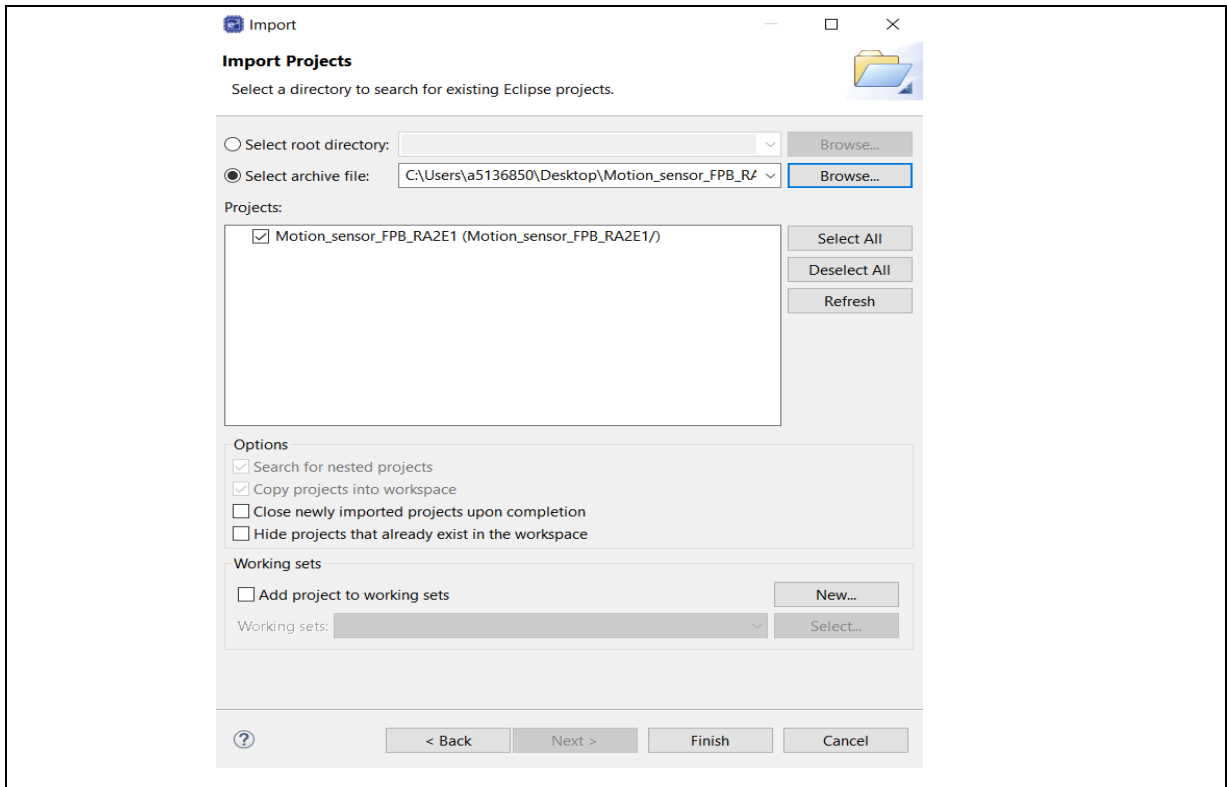 Import
Import Projects
Select a directory to search for existing Eclipse projects.
Select root directory: Browse...
Select archive file: C:\Users\a5136850\Desktop\Motion_sensor_FPB_RA Browse...
Projects:
Motion_sensor_FPB_RA2E1 (Motion_sensor_FPB_RA2E1/)
Select All
Deselect All
Refresh
Options
Search for nested projects
Copy projects into workspace
Close newly imported projects upon completion
Hide projects that already exist in the workspace
Working sets
Add project to working sets New...
Working sets: Select...
? < Back Next > Finish Cancel